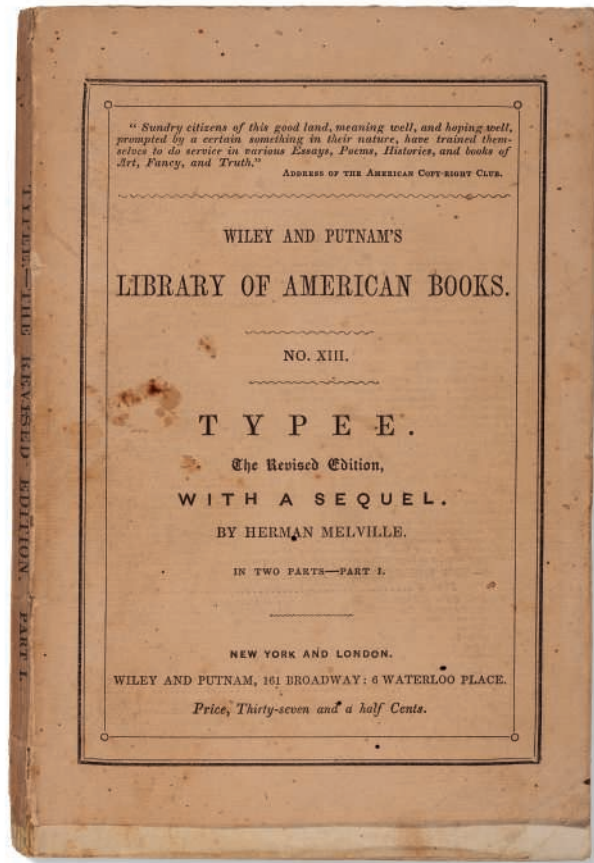 " Sundry citizens of this good land, meaning well, and hoping well,
prompted by a certain something in their nature, have trained them-
selves to do service in various Essays, Poems, Histories, and books of
Art, Fancy, and Truth."
ADDRESS OF THE AMERICAN COPY-RIGHT CLUB.
WILEY AND PUTNAM'S
LIBRARY OF AMERICAN BOOKS.
NO. XIII.
TYPEE.
The Revised Edition,
WITH A SEQUEL.
BY HERMAN MELVILLE.
IN TWO PARTS—PART I.
NEW YORK AND LONDON.
WILEY AND PUTNAM, 161 BROADWAY: 6 WATERLOO PLACE.
Price, Thirty-seven and a half Cents.
TYPEE.—THE REVISED EDITION. PART I.